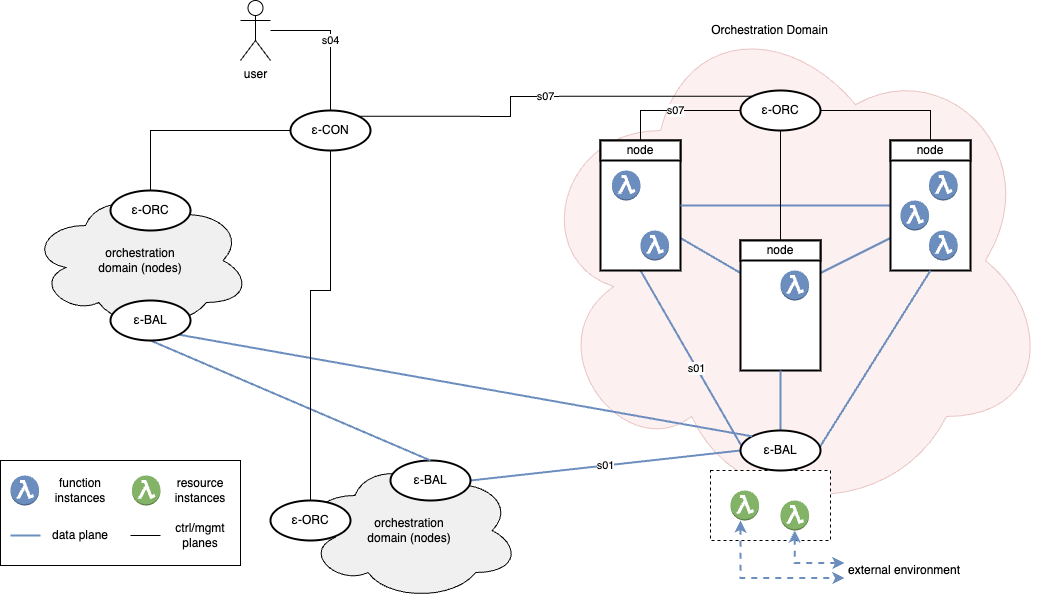 Orchestration Domain
s04
user
s07
ε-ORC
s07
ε-CON
node
node
λ
λ
λ
ε-ORC
λ
λ
node
orchestration
domain (nodes)
λ
ε-BAL
s01
ε-BAL
s01
ε-BAL
function
instances
resource
instances
λ
λ
λ
λ
ε-ORC
orchestration
domain (nodes)
data plane
ctrl/mgmt
planes
external environment